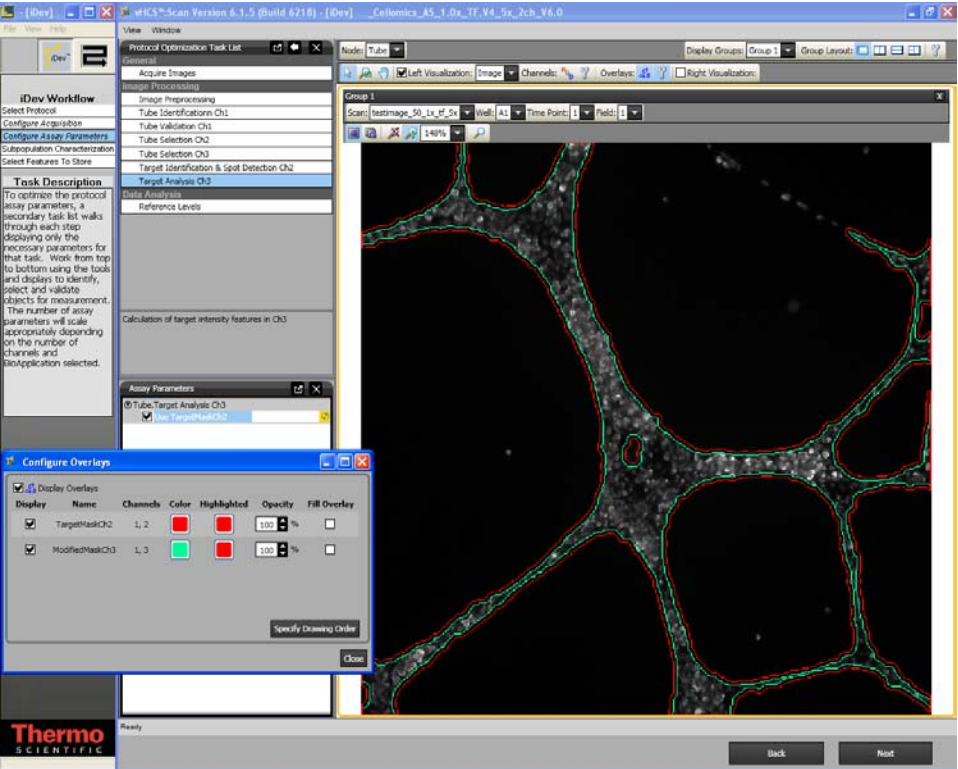 - [iDev]
vHCS™:Scan Version 6.1.5 (Build 6218) - [iDev] _Cellomics_AS_1.0x_TF.V4_5x_2ch_V6.0
File View Help
View Window
iDev™
Protocol Optimization Task List
General
Acquire Images
Image Processing
Image Preprocessing
Tube Identificationn Ch1
Tube Validation Ch1
Tube Selection Ch2
Tube Selection Ch3
Target Identification & Spot Detection Ch2
Target Analysis Ch3
Data Analysis
Reference Levels
iDev Workflow
Select Protocol
Configure Acquisition
Configure Assay Parameters
Subpopulation Characterization
Select Features To Store
Task Description
To optimize the protocol
assay parameters, a
secondary task list walks
through each step
displaying only the
necessary parameters for
that task. Work from top
to bottom using the tools
and displays to identify,
select and validate
objects for measurement.
The number of assay
parameters will scale
appropriately depending
on the number of
channels and
BioApplication selected.
Calculation of target intensity features in Ch3
Assay Parameters
Tube.Target Analysis Ch3
Use TargetMaskCh2
Node: Tube
Display Groups: Group 1 Group Layout:
Left Visualization: Image Channels: Overlays: Right Visualization:
Group 1
Scan: testimage_50_1x_tf_5x Well: A1 Time Point: 1 Field: 1
148%
Configure Overlays
Display Overlays
Display Name Channels Color Highlighted Opacity Fill Overlay
TargetMaskCh2 1, 2 100 %
ModifiedMaskCh3 1, 3 100 %
Specify Drawing Order
Close
Thermo
SCIENTIFIC
Ready
Back Next